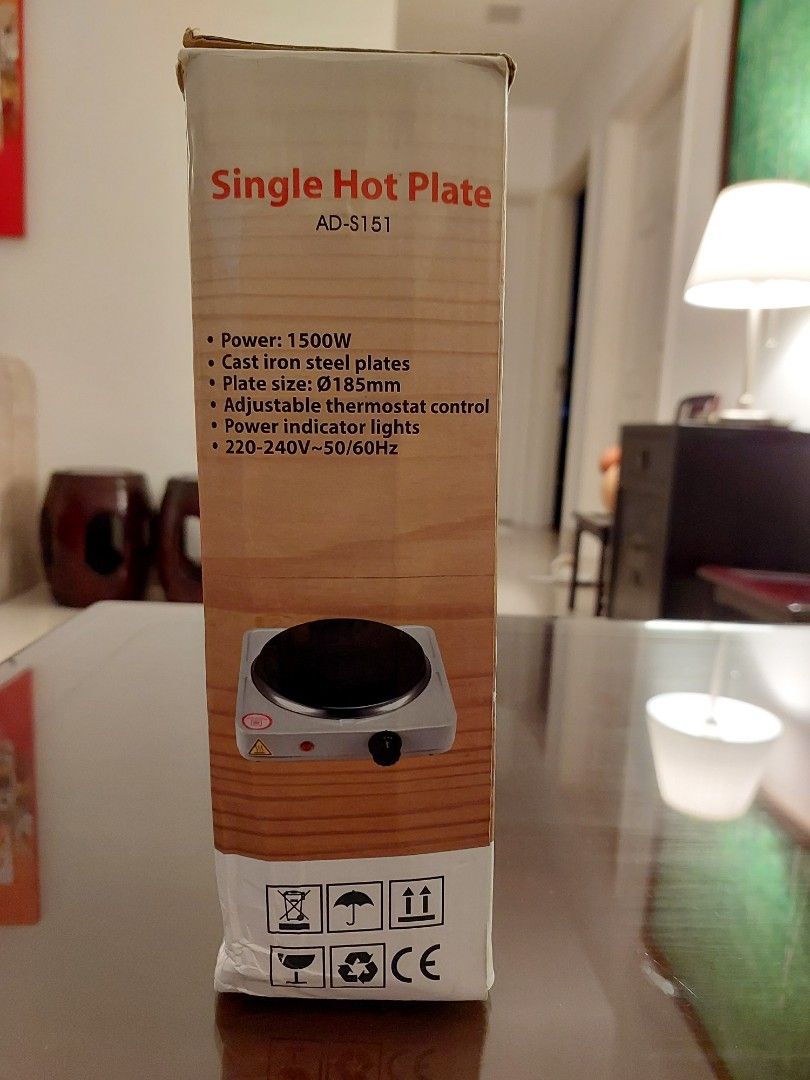 Single Hot Plate
AD-S151
• Power: 1500W
• Cast iron steel plates
• Plate size: Ø185mm
• Adjustable thermostat control
• Power indicator lights
• 220-240V~50/60Hz
CE